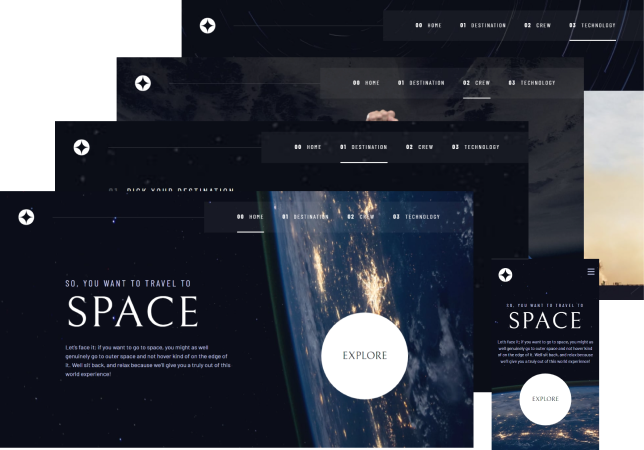 00 HOME 01 DESTINATION 02 CREW 03 TECHNOLOGY
00 HOME 01 DESTINATION 02 CREW 03 TECHNOLOGY
00 HOME 01 DESTINATION 02 CREW 03 TECHNOLOGY
01 PICK YOUR DESTINATION
00 HOME 01 DESTINATION 02 CREW 03 TECHNOLOGY
SO, YOU WANT TO TRAVEL TO
SPACE
Let's face it; if you want to go to space, you might as well
genuinely go to outer space and not hover kind of on the edge of
it. Well sit back, and relax because we'll give you a truly out of this
world experience!
EXPLORE
SO, YOU WANT TO TRAVEL TO
SPACE
Let's face it; if you want to go to space, you might as
well genuinely go to outer space and not hover kind
of on the edge of it. Well sit back, and relax because
we'll give you a truly out of this world experience!
EXPLORE